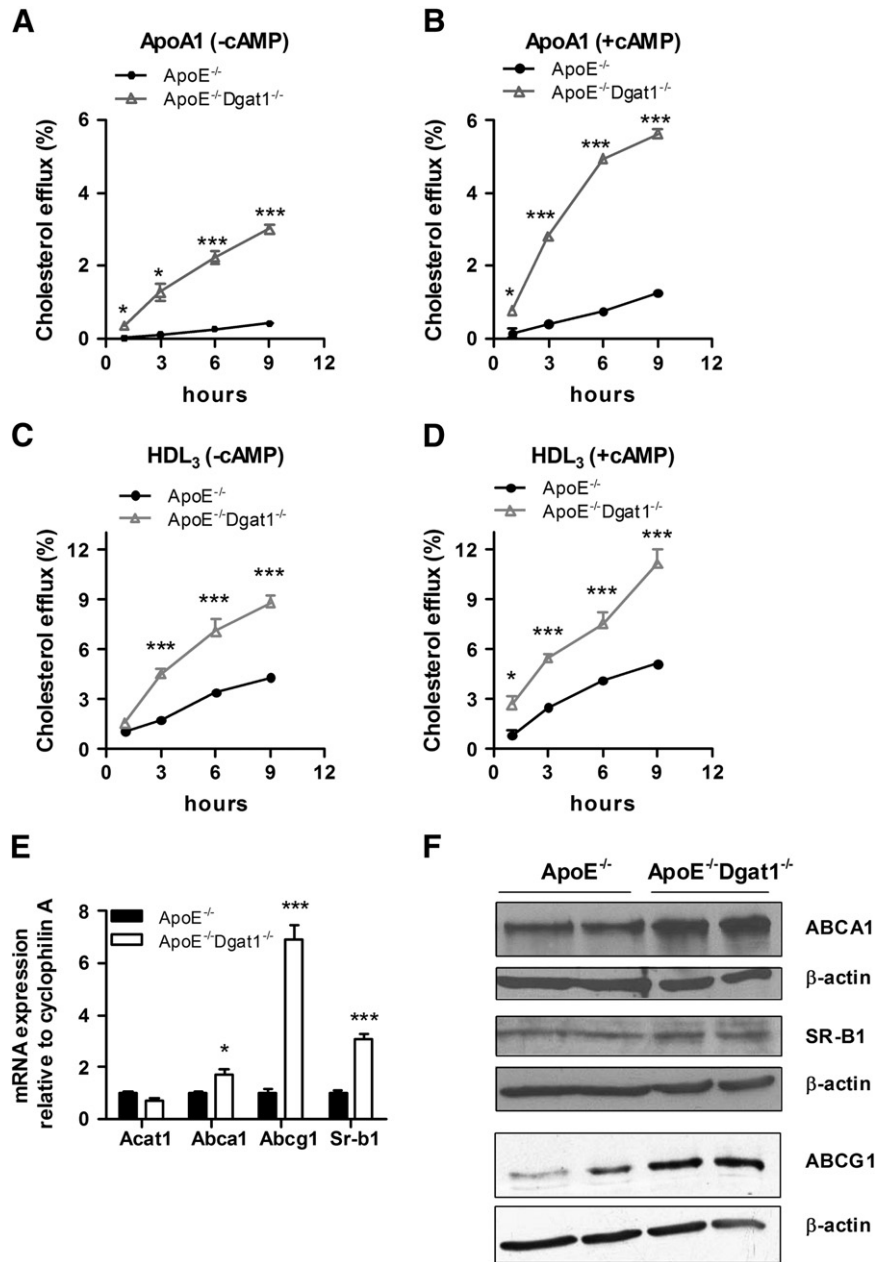 A
ApoA1 (-cAMP)
ApoE-/-
ApoE-/-Dgat1-/-
Cholesterol efflux (%)
6
4
2
0
0 3 6 9 12
hours
*
*
***
***
B
ApoA1 (+cAMP)
ApoE-/-
ApoE-/-Dgat1-/-
Cholesterol efflux (%)
6
4
2
0
0 3 6 9 12
hours
*
***
***
***
C
HDL3 (-cAMP)
ApoE-/-
ApoE-/-Dgat1-/-
Cholesterol efflux (%)
12
9
6
3
0
0 3 6 9 12
hours
***
***
***
D
HDL3 (+cAMP)
ApoE-/-
ApoE-/-Dgat1-/-
Cholesterol efflux (%)
12
9
6
3
0
0 3 6 9 12
hours
*
***
***
***
E
ApoE-/-
ApoE-/-Dgat1-/-
mRNA expression
relative to cyclophilin A
8
6
4
2
0
*
***
***
Acat1 Abca1 Abcg1 Sr-b1
F
ApoE-/- ApoE-/-Dgat1-/-
ABCA1
β-actin
SR-B1
β-actin
ABCG1
β-actin